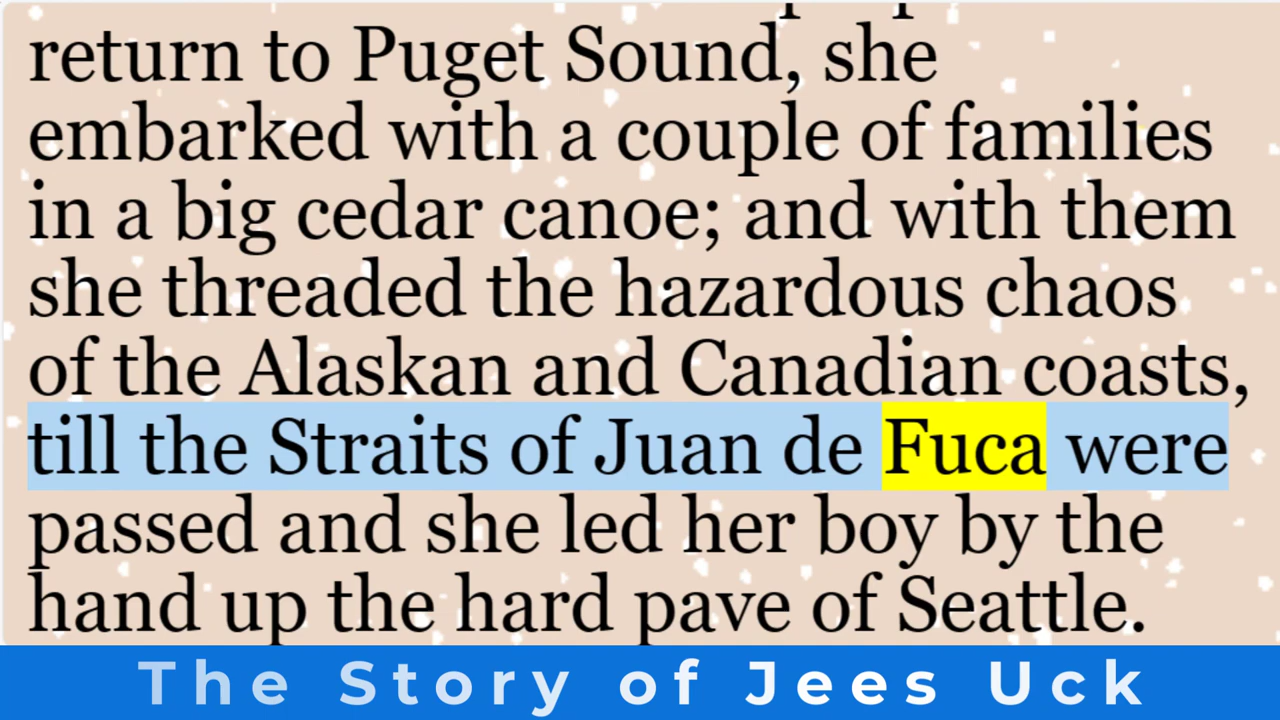 return to Puget Sound, she
embarked with a couple of families
in a big cedar canoe; and with them
she threaded the hazardous chaos
of the Alaskan and Canadian coasts,
till the Straits of Juan de Fuca were
passed and she led her boy by the
hand up the hard pave of Seattle.
The Story of Jees Uck